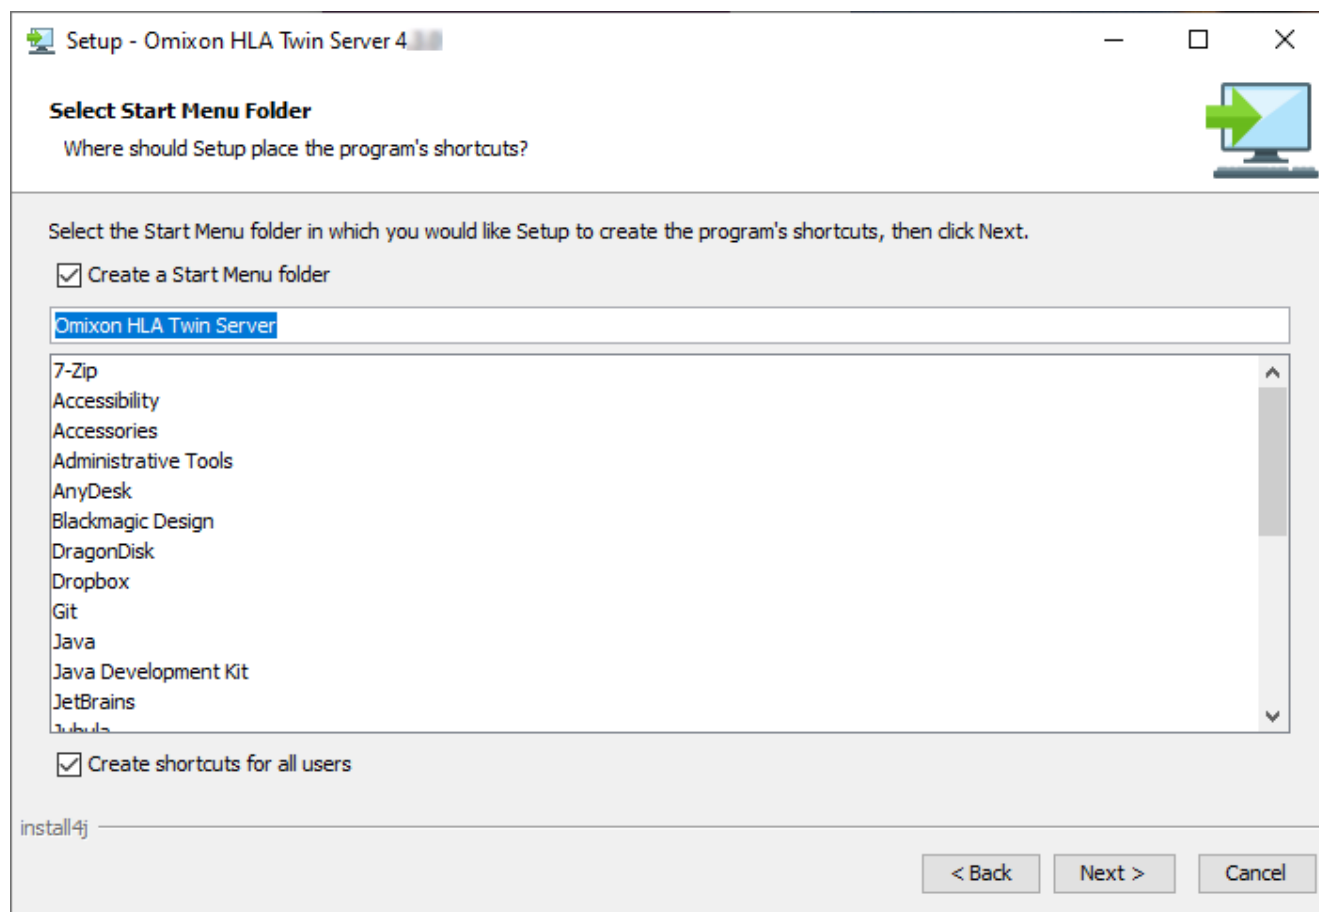 Setup - Omixon HLA Twin Server 4
Select Start Menu Folder
Where should Setup place the program's shortcuts?
Select the Start Menu folder in which you would like Setup to create the program's shortcuts, then click Next.
Create a Start Menu folder
Omixon HLA Twin Server
7-Zip
Accessibility
Accessories
Administrative Tools
AnyDesk
Blackmagic Design
DragonDisk
Dropbox
Git
Java
Java Development Kit
JetBrains
Create shortcuts for all users
install4j
< Back Next > Cancel